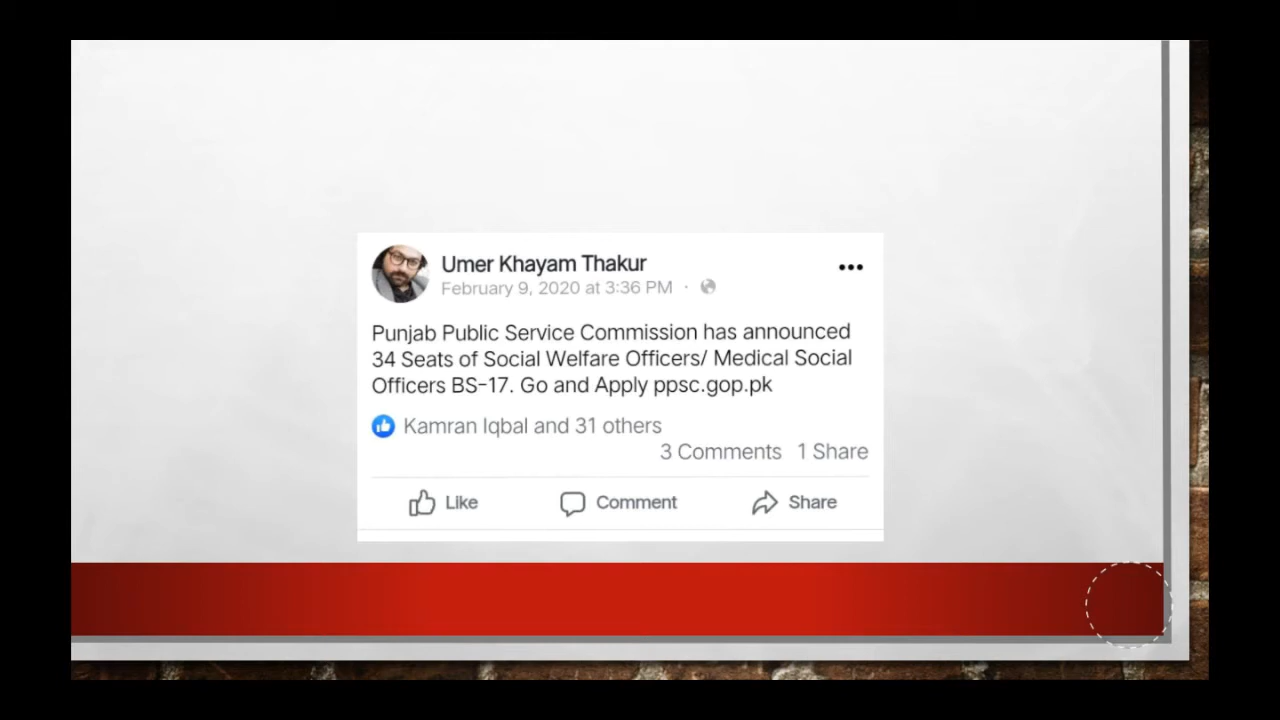 Umer Khayam Thakur
February 9, 2020 at 3:36 PM ·
Punjab Public Service Commission has announced
34 Seats of Social Welfare Officers/ Medical Social
Officers BS-17. Go and Apply ppsc.gop.pk
Kamran Iqbal and 31 others
3 Comments 1 Share
Like Comment Share